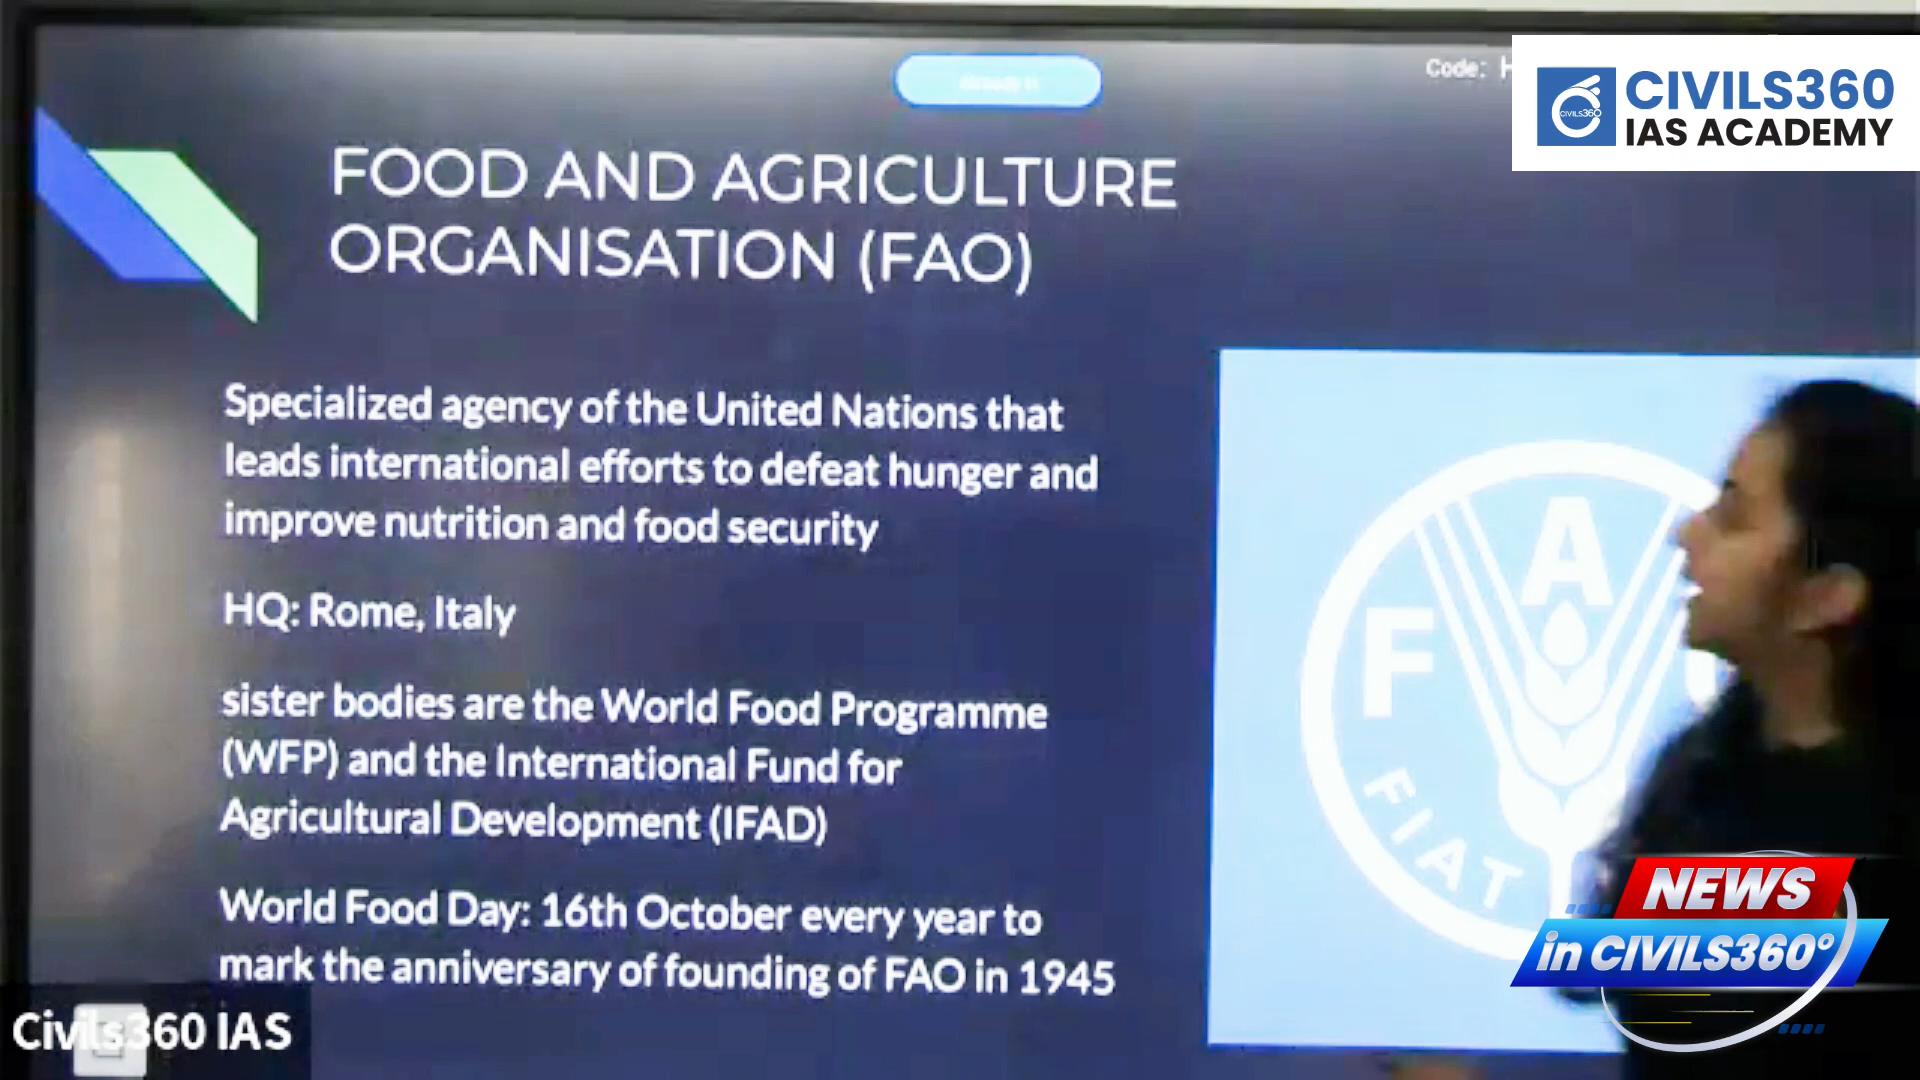 Code: H
CIVILS360
IAS ACADEMY
CIVILS360
FOOD AND AGRICULTURE
ORGANISATION (FAO)
Specialized agency of the United Nations that
leads international efforts to defeat hunger and
improve nutrition and food security
HQ: Rome, Italy
sister bodies are the World Food Programme
(WFP) and the International Fund for
Agricultural Development (IFAD)
World Food Day: 16th October every year to
mark the anniversary of founding of FAO in 1945
F A
FIAT
NEWS
in CIVILS360°
Civils360 IAS